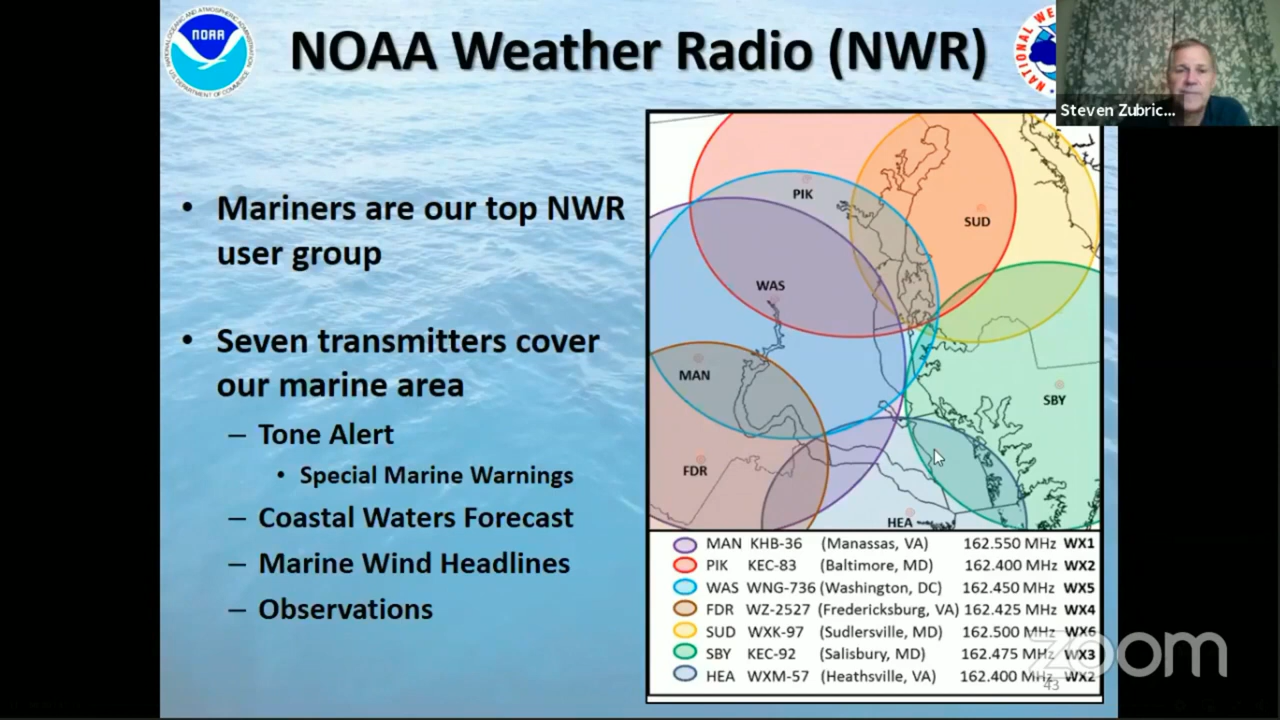 NOAA Weather Radio (NWR)
NOAA
Steven Zubric...
• Mariners are our top NWR
user group
• Seven transmitters cover
our marine area
– Tone Alert
• Special Marine Warnings
– Coastal Waters Forecast
– Marine Wind Headlines
– Observations
PIK
SUD
WAS
MAN
SBY
FDR
HEA
MAN KHB-36 (Manassas, VA) 162.550 MHz WX1
PIK KEC-83 (Baltimore, MD) 162.400 MHz WX2
WAS WNG-736 (Washington, DC) 162.450 MHz WX5
FDR WZ-2527 (Fredericksburg, VA) 162.425 MHz WX4
SUD WXK-97 (Sudlersville, MD) 162.500 MHz WX6
SBY KEC-92 (Salisbury, MD) 162.475 MHz WX3
HEA WXM-57 (Heathsville, VA) 162.400 MHz WX2
43
zoom